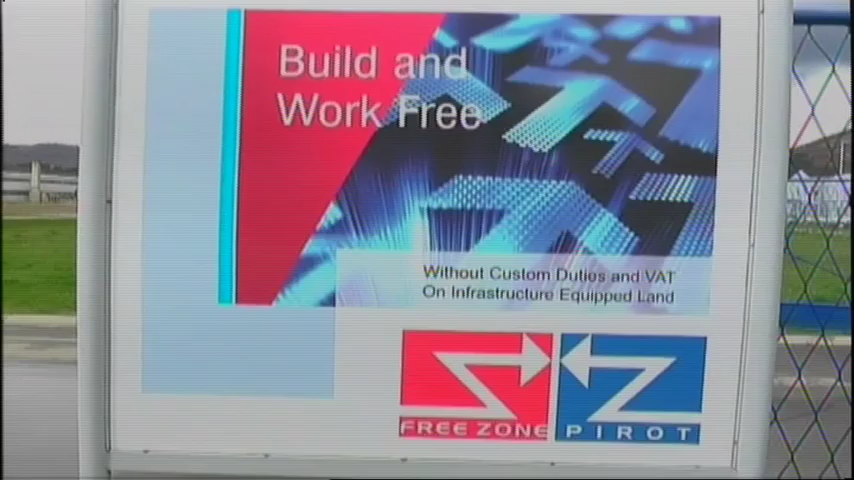 Build and
Work Free
Without Custom Duties and VAT
On Infrastructure Equipped Land
FREE ZONE
PIROT